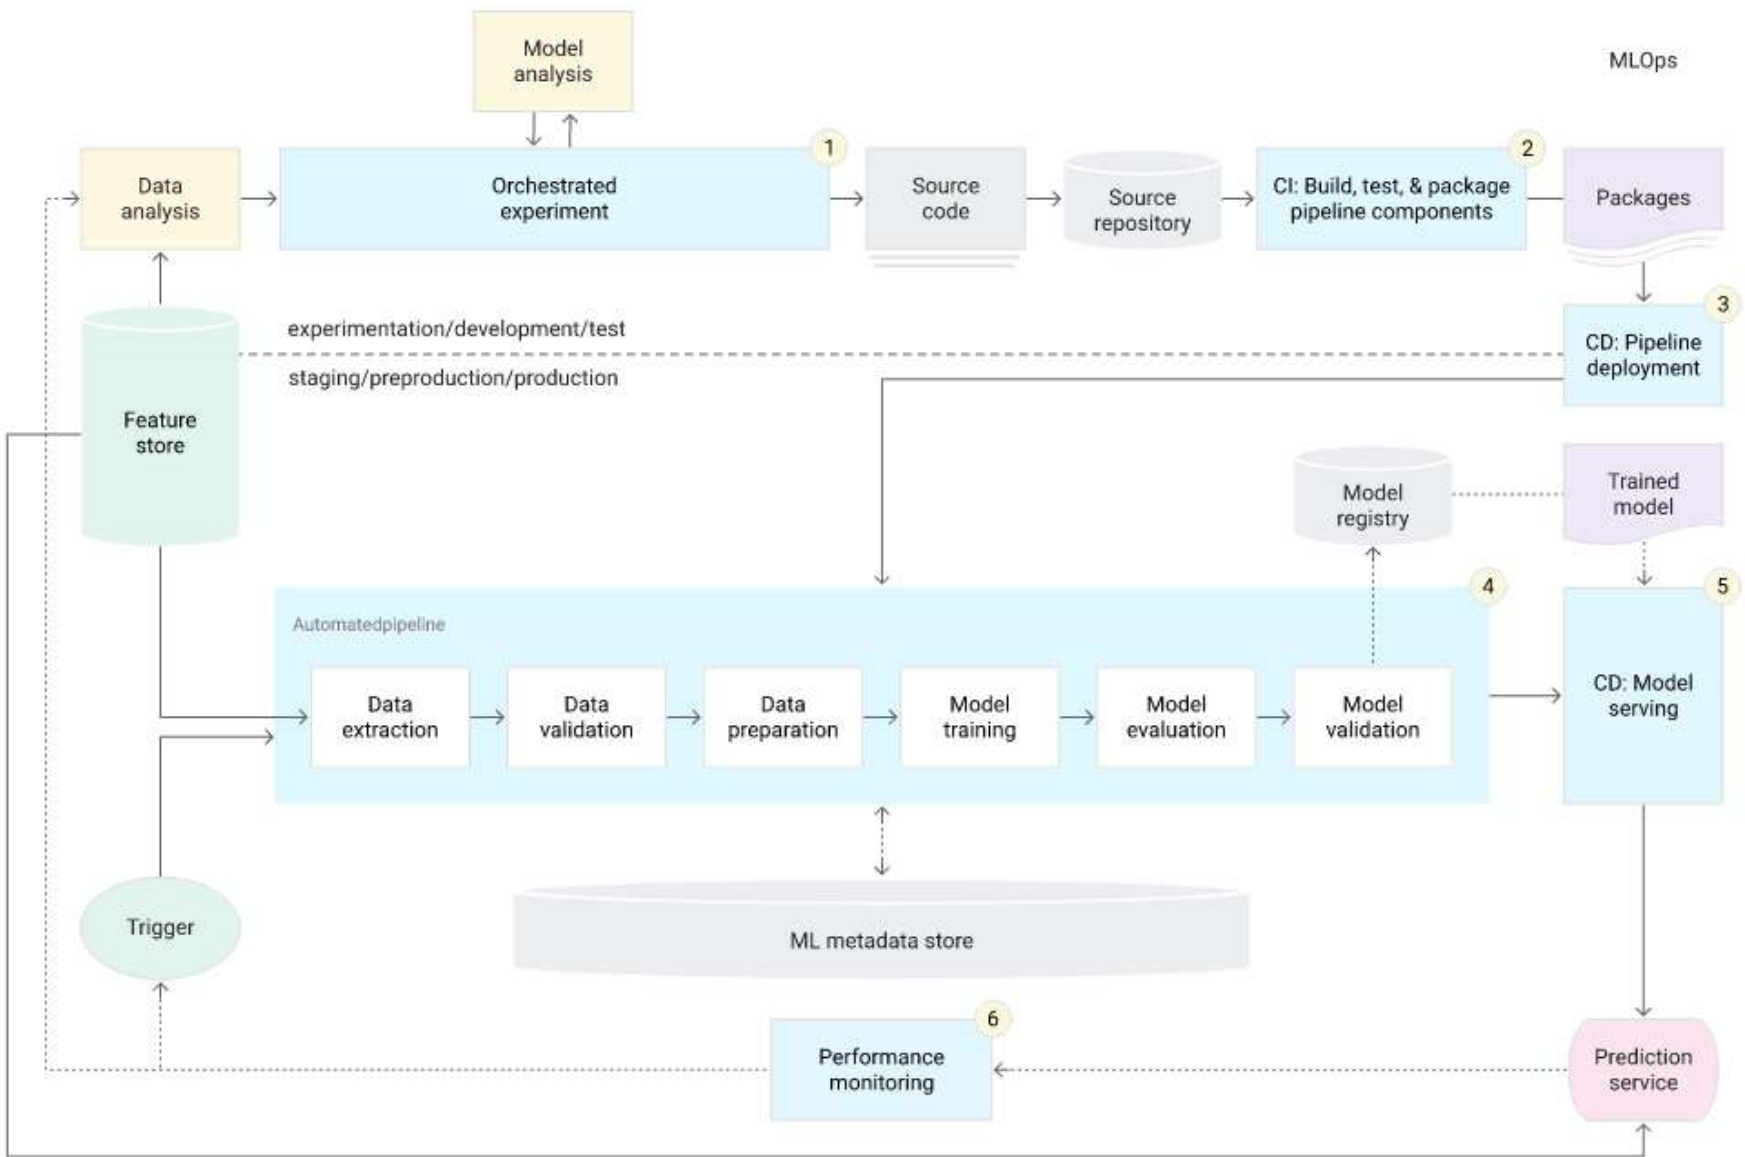 Model
analysis
MLOps
1
2
Data
analysis
Orchestrated
experiment
Source
code
Source
repository
CI: Build, test, & package
pipeline components
Packages
3
experimentation/development/test
staging/preproduction/production
CD: Pipeline
deployment
Feature
store
Model
registry
Trained
model
4
5
Automatedpipeline
Data
extraction
Data
validation
Data
preparation
Model
training
Model
evaluation
Model
validation
CD: Model
serving
Trigger
ML metadata store
6
Performance
monitoring
Prediction
service